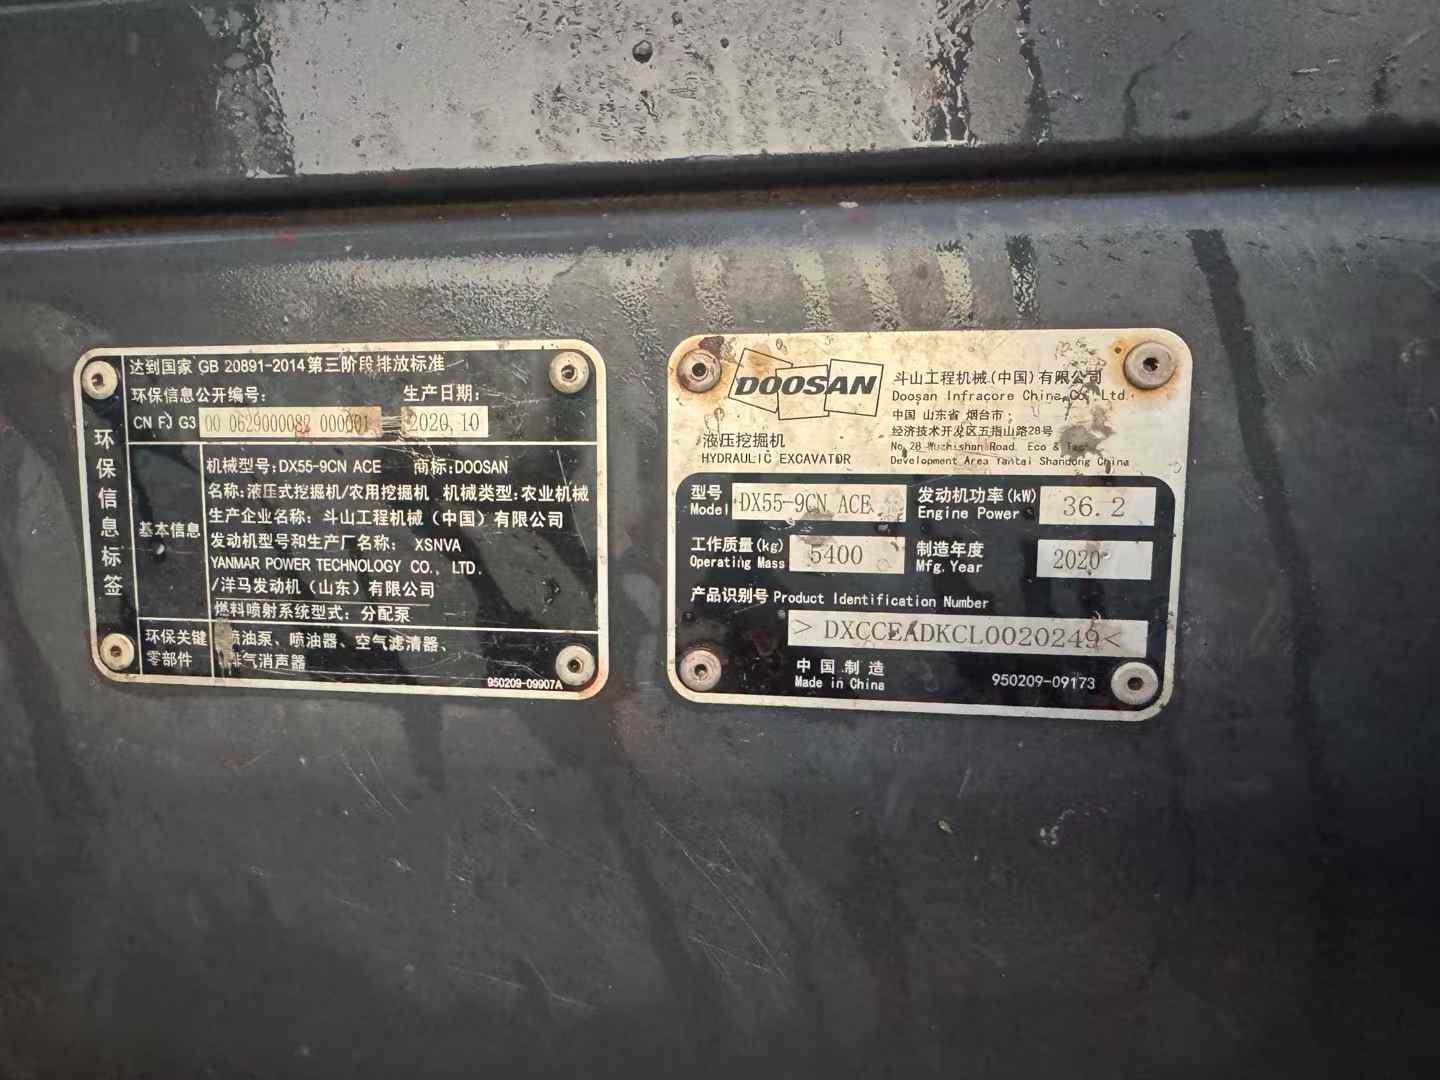 达到国家 GB 20891-2014 第三阶段排放标准
环保信息公开编号：
生产日期：
CN FJ G3 00 0629000082 000001
2020.10
环保信息标签
基本信息
机械型号：DX55-9CN ACE 商标：DOOSAN
名称：液压式挖掘机/农用挖掘机 机械类型：农业机械
生产企业名称：斗山工程机械（中国）有限公司
发动机型号和生产厂名称： XSNVA
YANMAR POWER TECHNOLOGY CO., LTD.
/洋马发动机（山东）有限公司
燃料喷射系统型式：分配泵
环保关键零部件
喷油泵、喷油器、空气滤清器、
排气消声器
950209-09907A
DOOSAN
斗山工程机械(中国)有限公司
Doosan Infracore China Co., Ltd.
液压挖掘机
HYDRAULIC EXCAVATOR
中国 山东省 烟台市
经济技术开发区五指山路28号
No.28 Wuzhishan Road, Eco & Tech
Development Area Yantai Shandong China
型号 Model DX55-9CN ACE
发动机功率(kW) Engine Power 36.2
工作质量(kg) Operating Mass 5400
制造年度 Mfg. Year 2020
产品识别号 Product Identification Number
> DXCCEADKCL0020249 <
中国制造
Made in China
950209-09173